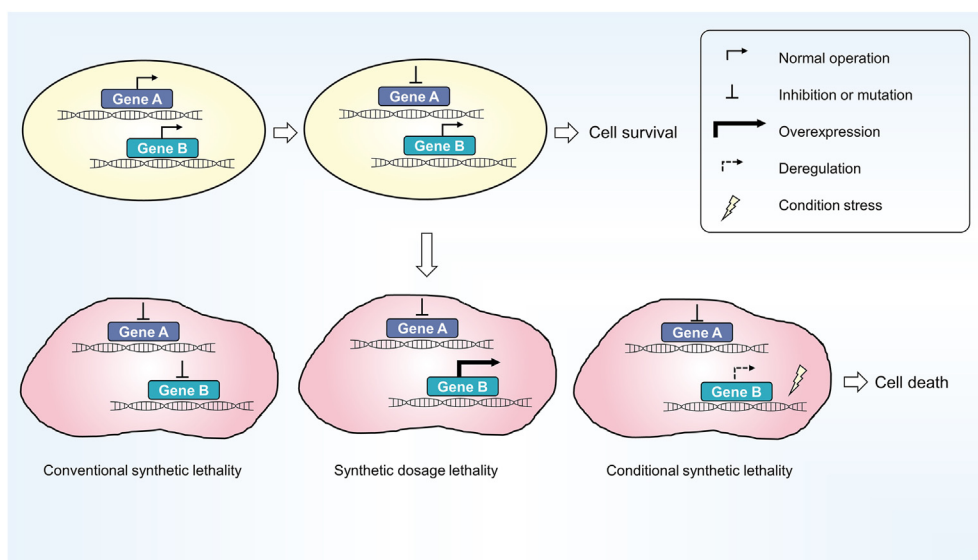 Gene A
Gene B
Gene A
Gene B
Cell survival
Normal operation
Inhibition or mutation
Overexpression
Deregulation
Condition stress
Gene A
Gene B
Conventional synthetic lethality
Gene A
Gene B
Synthetic dosage lethality
Gene A
Gene B
Conditional synthetic lethality
Cell death